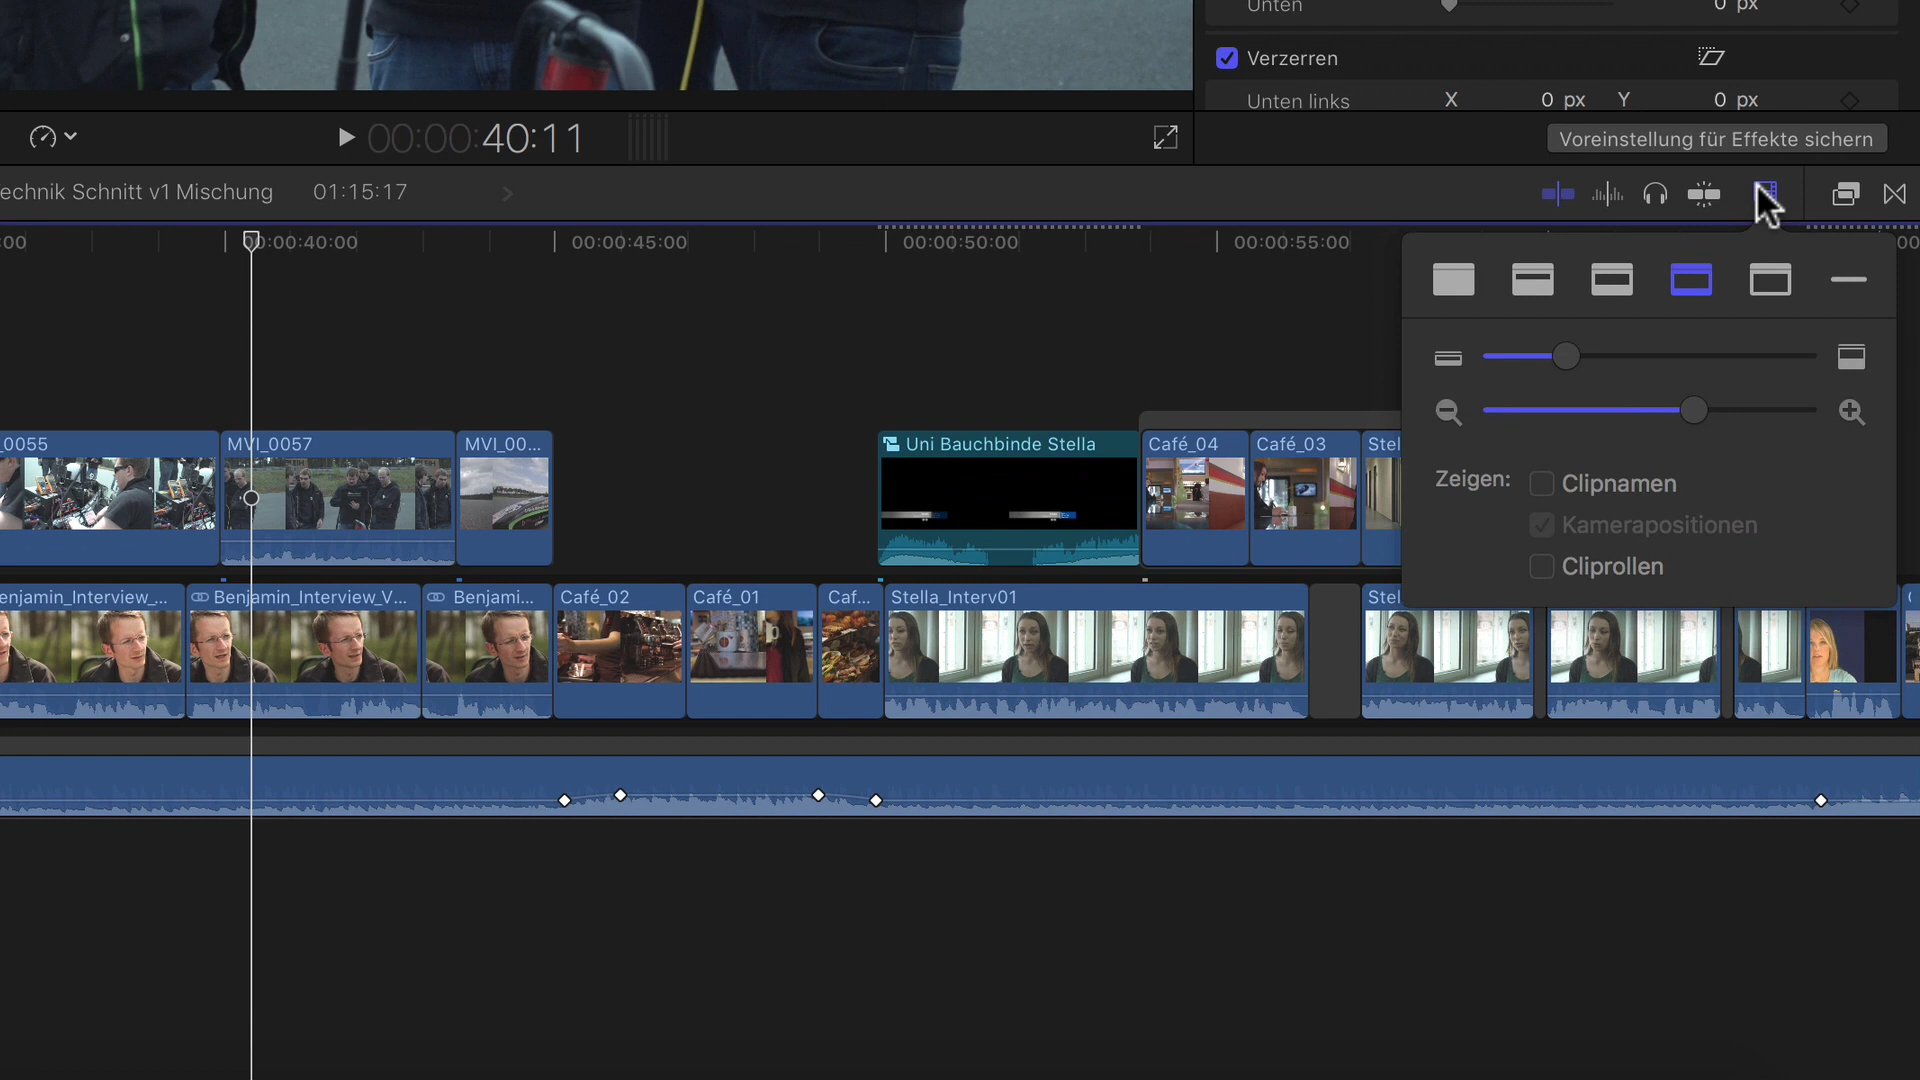 Unten 0 px
Verzerren
Unten links X 0 px Y 0 px
00:00:40:11
Voreinstellung für Effekte sichern
echnik Schnitt v1 Mischung 01:15:17
:00 00:00:40:00 00:00:45:00 00:00:50:00 00:00:55:00 00
_0055 MVI_0057 MVI_00... Uni Bauchbinde Stella Café_04 Café_03 Stel
Zeigen: Clipnamen
Kamerapositionen
Cliprollen
enjamin_Interview_... Benjamin_Interview_V... Benjami... Café_02 Café_01 Caf... Stella_Interv01 Stel